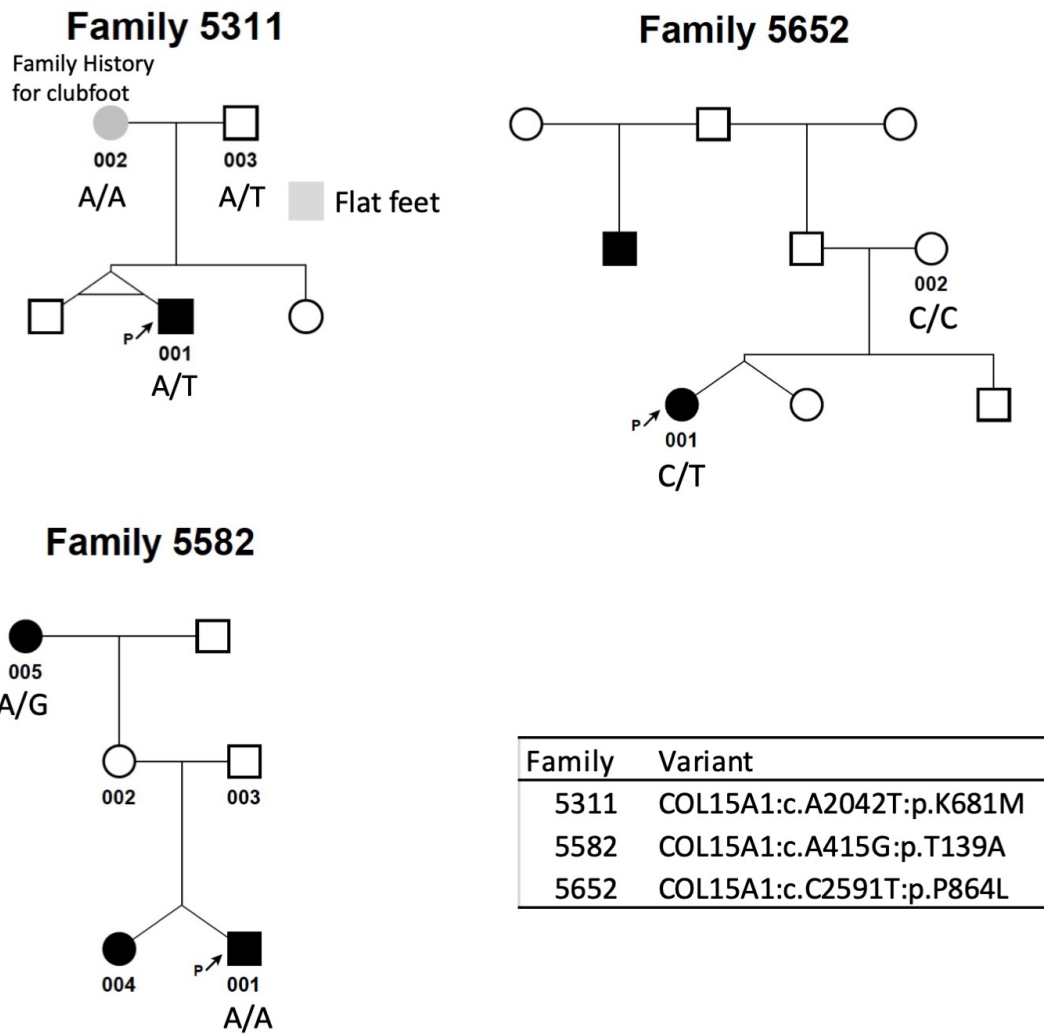 Family 5311
Family History
for clubfoot
002
003
A/A
A/T
Flat feet
P
001
A/T
Family 5652
002
C/C
P
001
C/T
Family 5582
005
A/G
002
003
004
P
001
A/A
Family Variant
5311 COL15A1:c.A2042T:p.K681M
5582 COL15A1:c.A415G:p.T139A
5652 COL15A1:c.C2591T:p.P864L